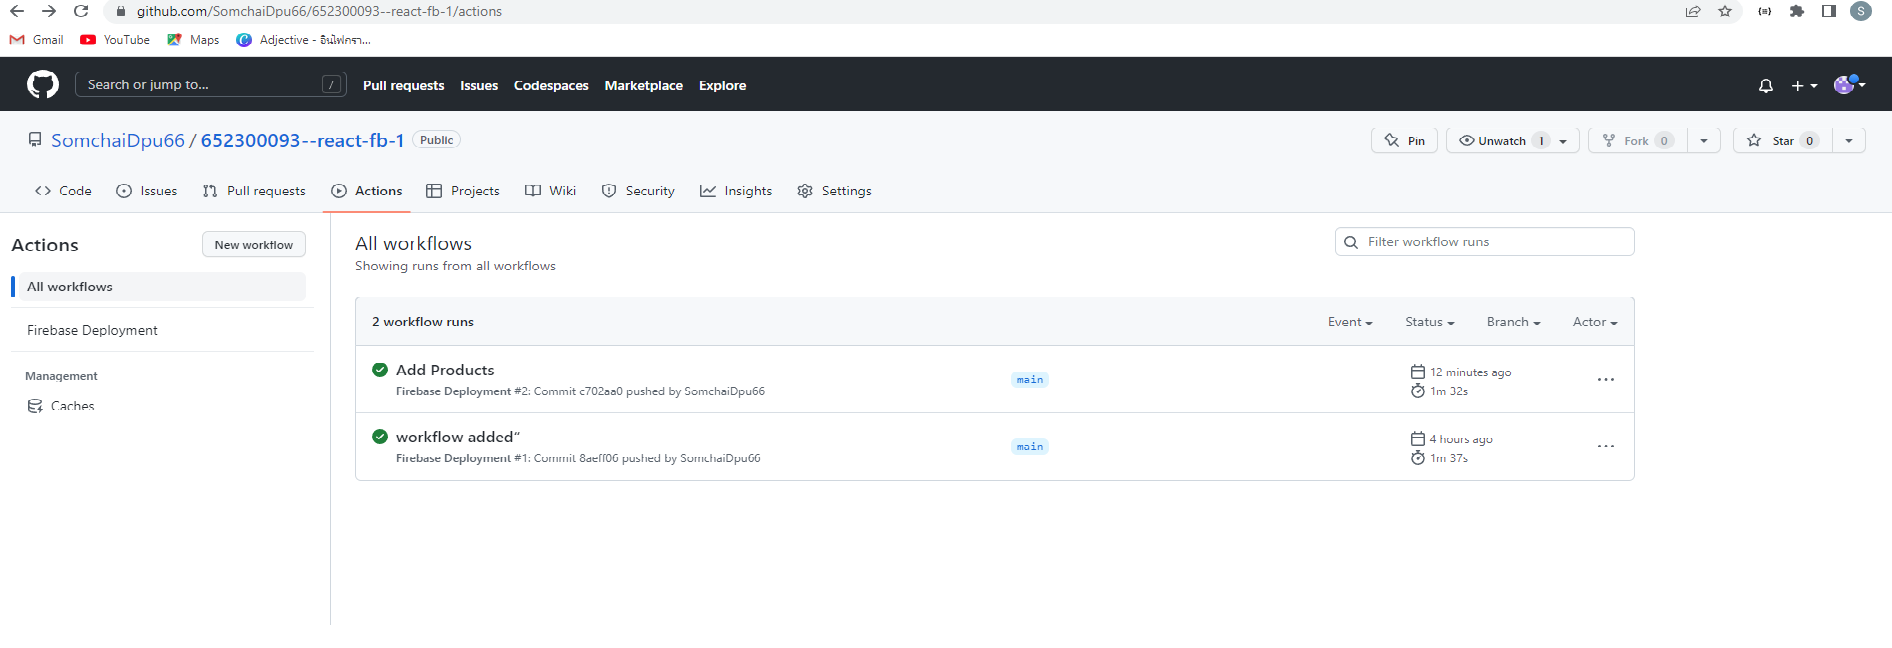 github.com/SomchaiDpu66/652300093--react-fb-1/actions
S
Gmail YouTube Maps Adjective - อินโฟกรา...
Search or jump to... / Pull requests Issues Codespaces Marketplace Explore
SomchaiDpu66 / 652300093--react-fb-1 Public
Pin Unwatch 1 Fork 0 Star 0
Code Issues Pull requests Actions Projects Wiki Security Insights Settings
Actions New workflow
All workflows
Firebase Deployment
Management
Caches
All workflows
Showing runs from all workflows
Filter workflow runs
2 workflow runs Event Status Branch Actor
Add Products
Firebase Deployment #2: Commit c702aa0 pushed by SomchaiDpu66
main
12 minutes ago
1m 32s
workflow added“
Firebase Deployment #1: Commit 8aeff06 pushed by SomchaiDpu66
main
4 hours ago
1m 37s